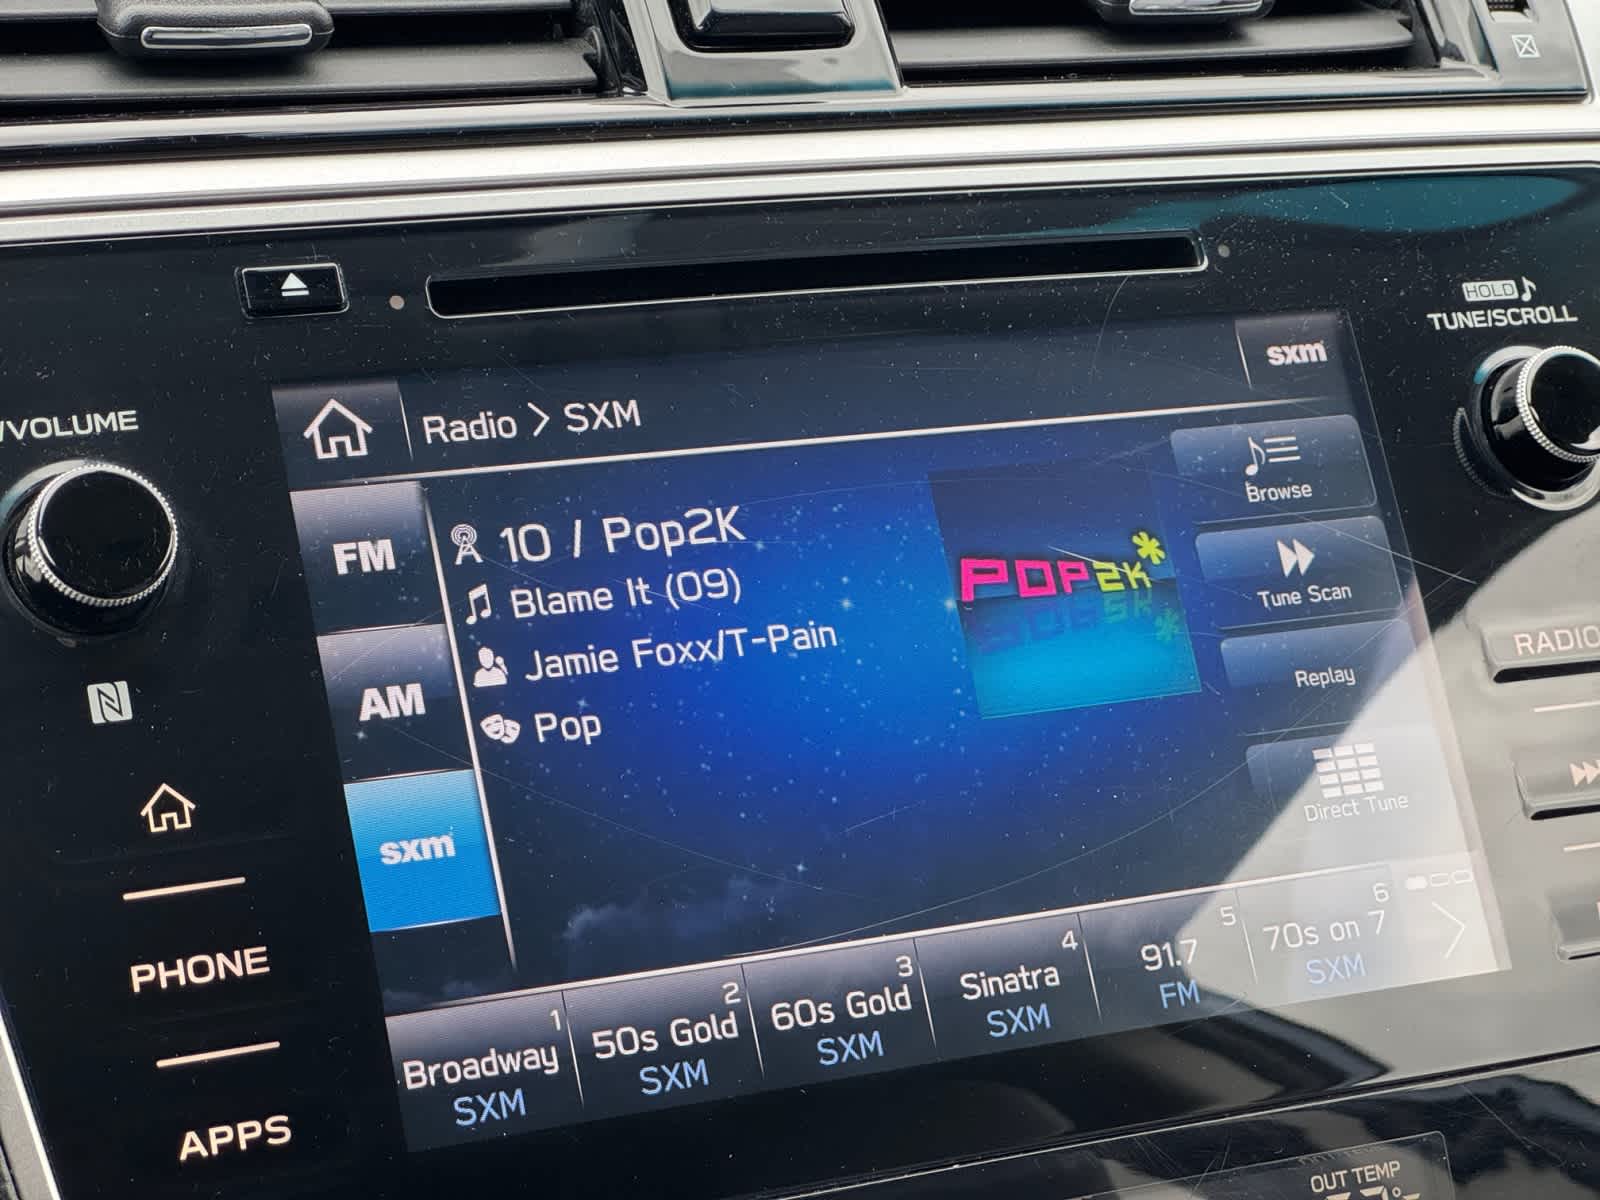 HOLD
TUNE/SCROLL
/VOLUME
sxm
Radio > SXM
FM
AM
sxm
10 / Pop2K
Blame It (09)
Jamie Foxx/T-Pain
Pop
POP2K*
Browse
Tune Scan
Replay
Direct Tune
RADIO
PHONE
APPS
1
Broadway
SXM
2
50s Gold
SXM
3
60s Gold
SXM
4
Sinatra
SXM
5
91.7
FM
6
70s on 7
SXM
OUT TEMP